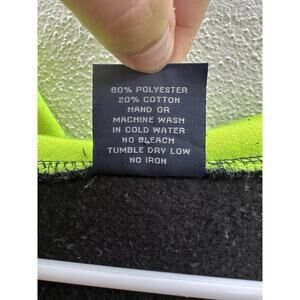 80% POLYESTER
20% COTTON
HAND OR
MACHINE WASH
IN COLD WATER
NO BLEACH
TUMBLE DRY LOW
NO IRON